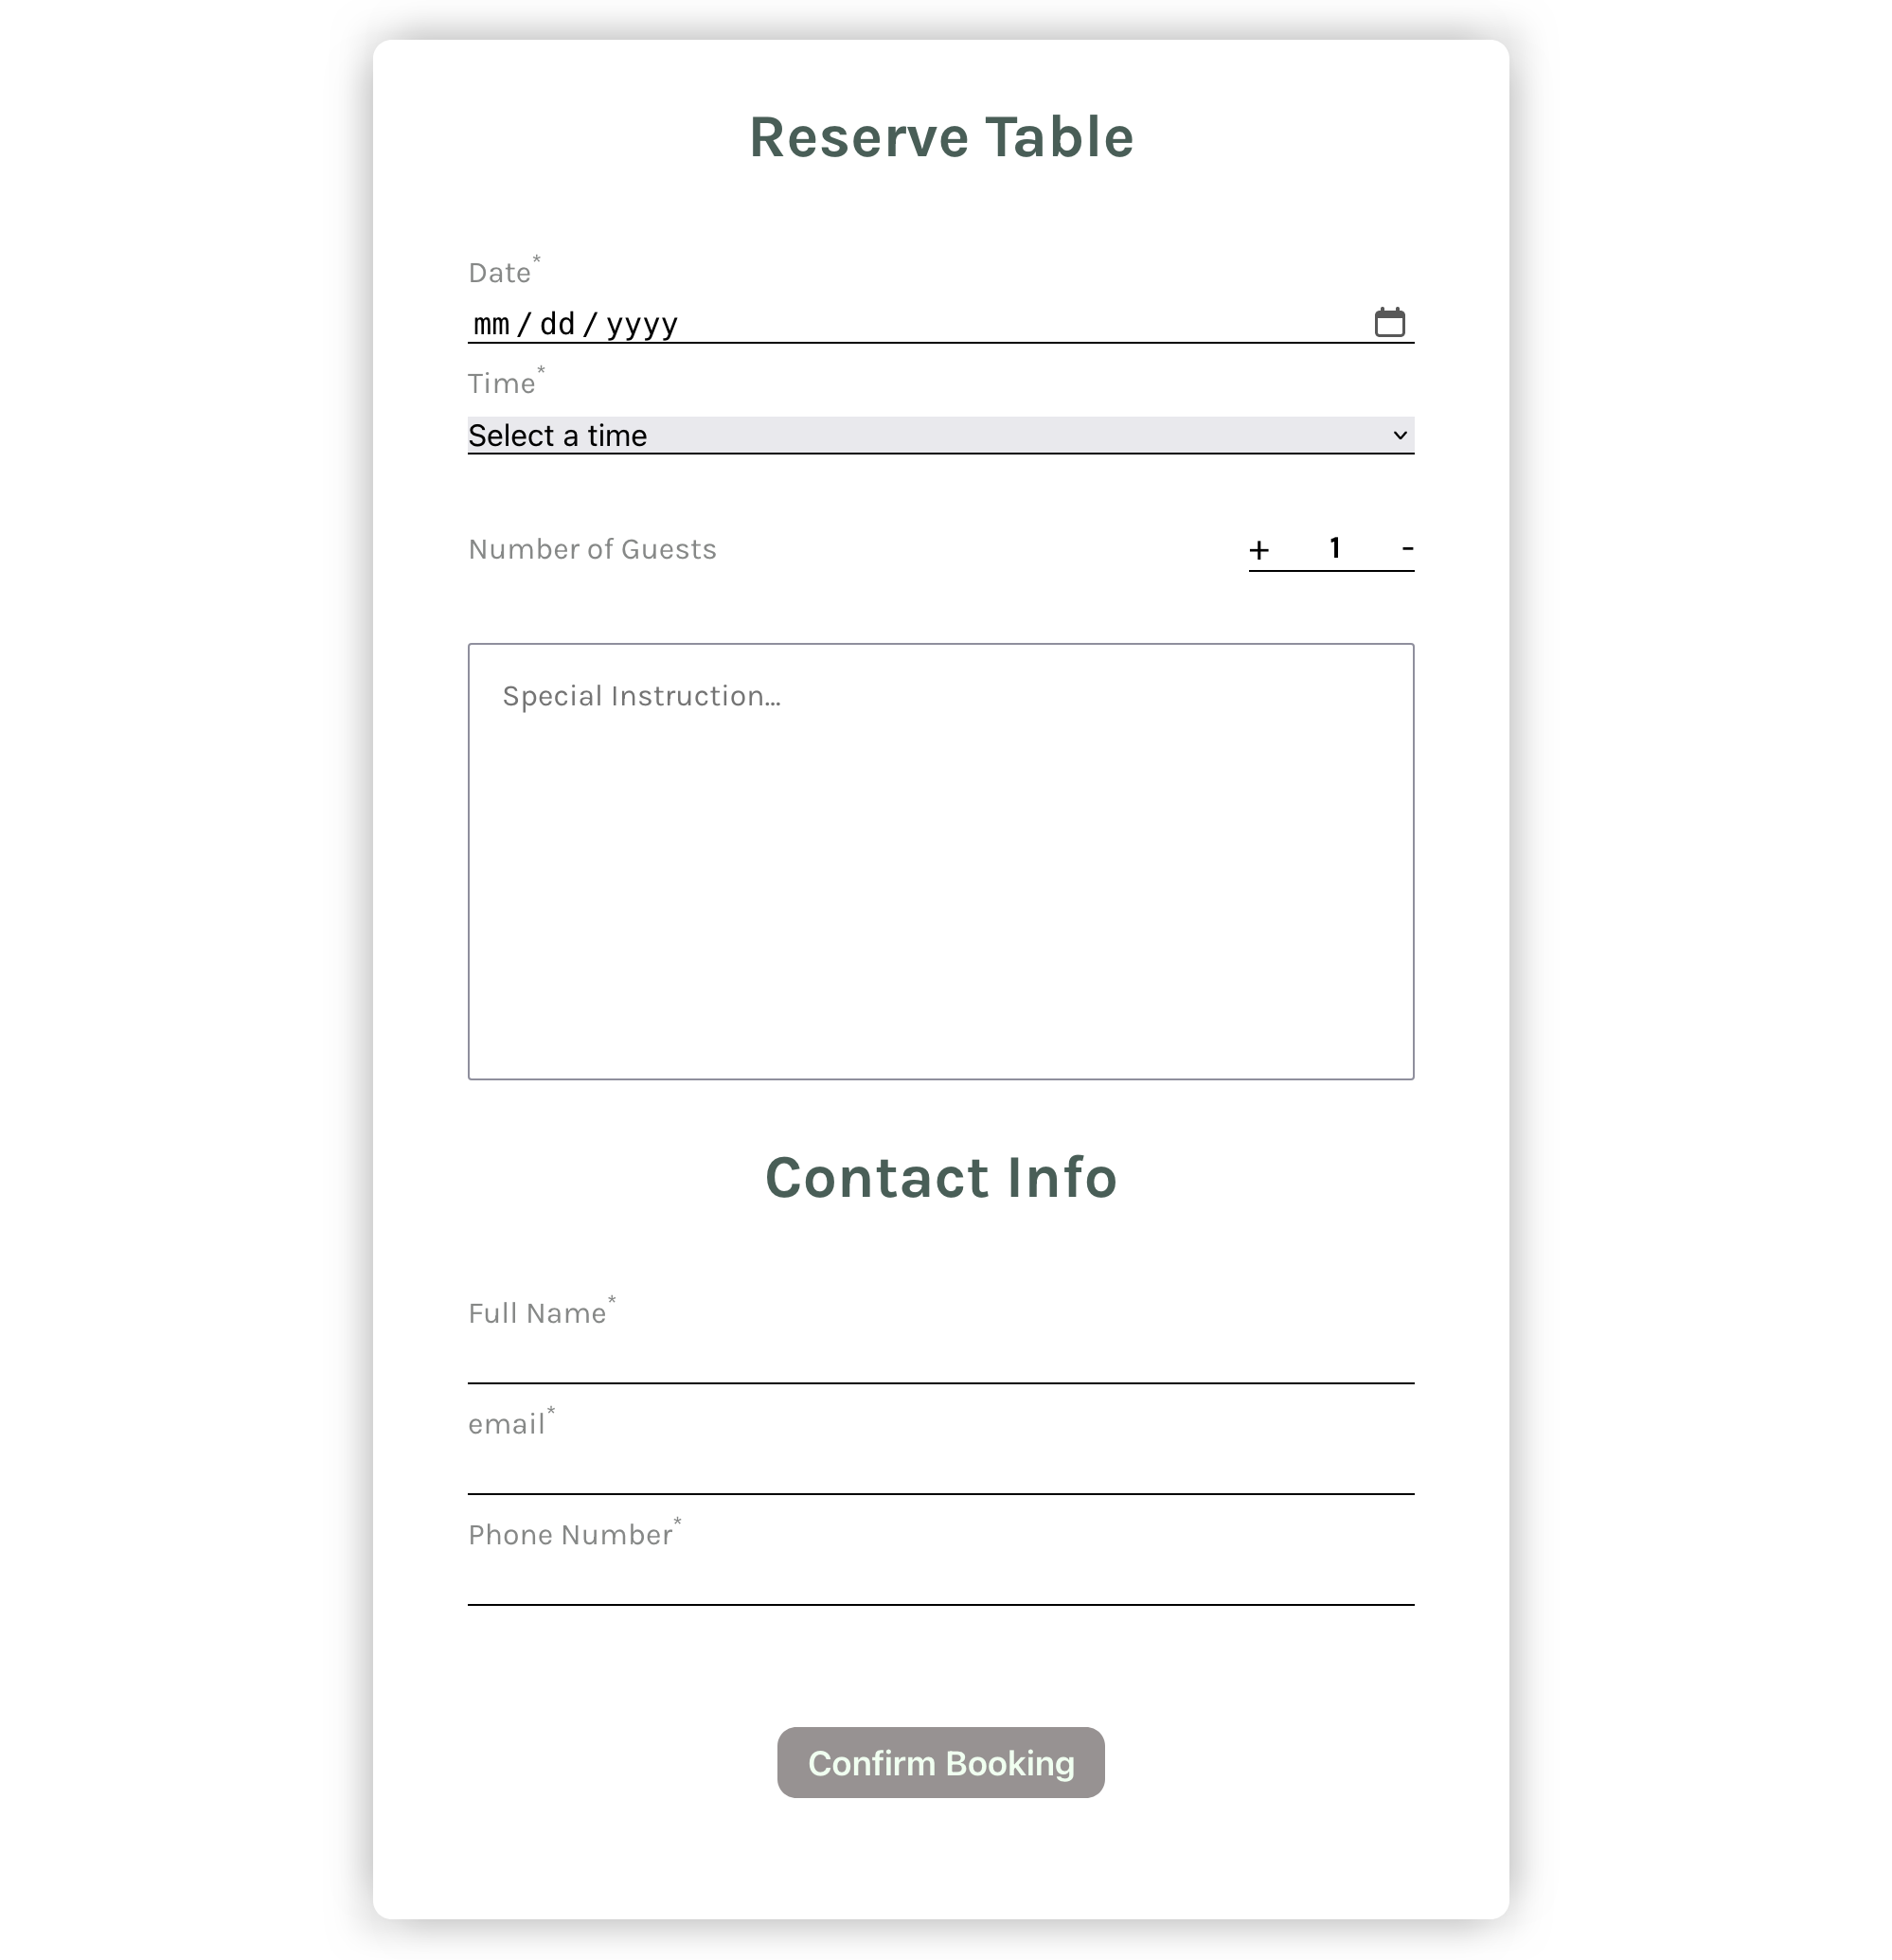 Reserve Table
Date*
mm/dd/yyyy
Time*
Select a time
Number of Guests + 1 -
Special Instruction...
Contact Info
Full Name*
email*
Phone Number*
Confirm Booking